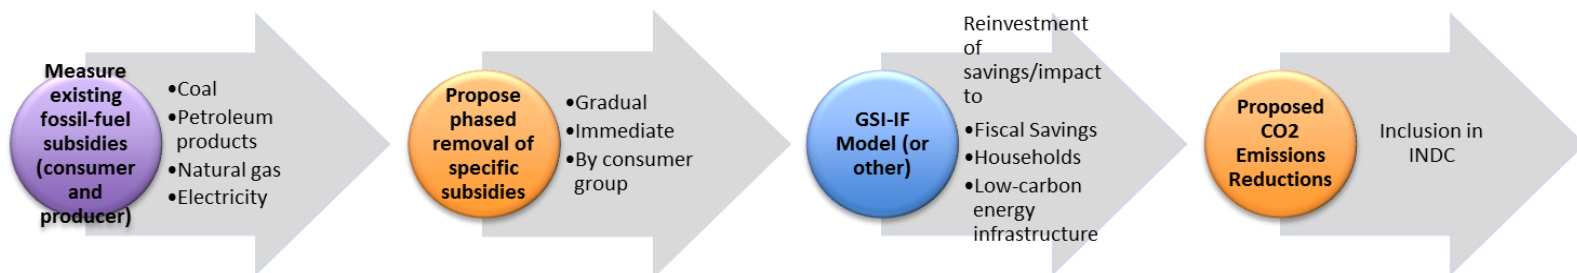 Measure
existing
fossil-fuel
subsidies
(consumer
and
producer)
•Coal
•Petroleum
products
•Natural gas
•Electricity
Propose
phased
removal of
specific
subsidies
•Gradual
•Immediate
•By consumer
group
GSI-IF
Model (or
other)
Reinvestment
of
savings/impact
to
•Fiscal Savings
•Households
•Low-carbon
energy
infrastructure
Proposed
CO2
Emissions
Reductions
Inclusion in
INDC